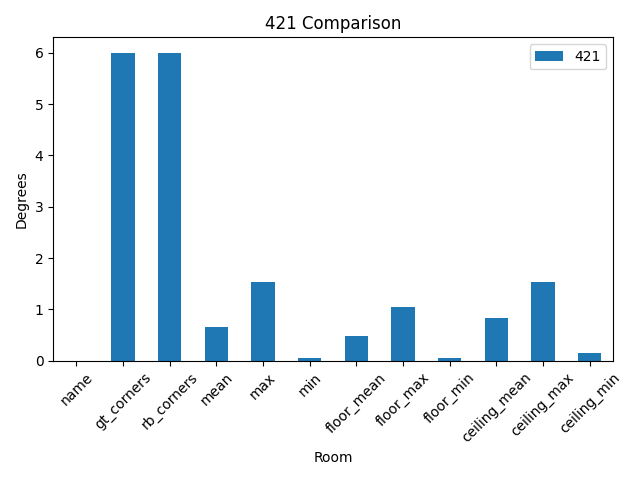 421 Comparison
421
Degrees
6
5
4
3
2
1
0
name
gt_corners
rb_corners
mean
max
min
floor_mean
floor_max
floor_min
ceiling_mean
ceiling_max
ceiling_min
Room